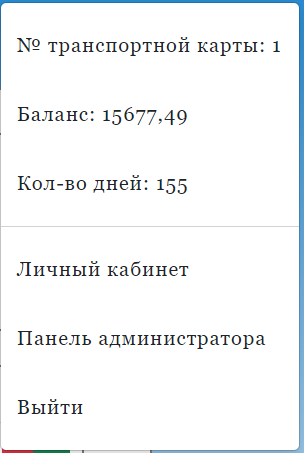 № транспортной карты: 1
Баланс: 15677,49
Кол-во дней: 155
Личный кабинет
Панель администратора
Выйти